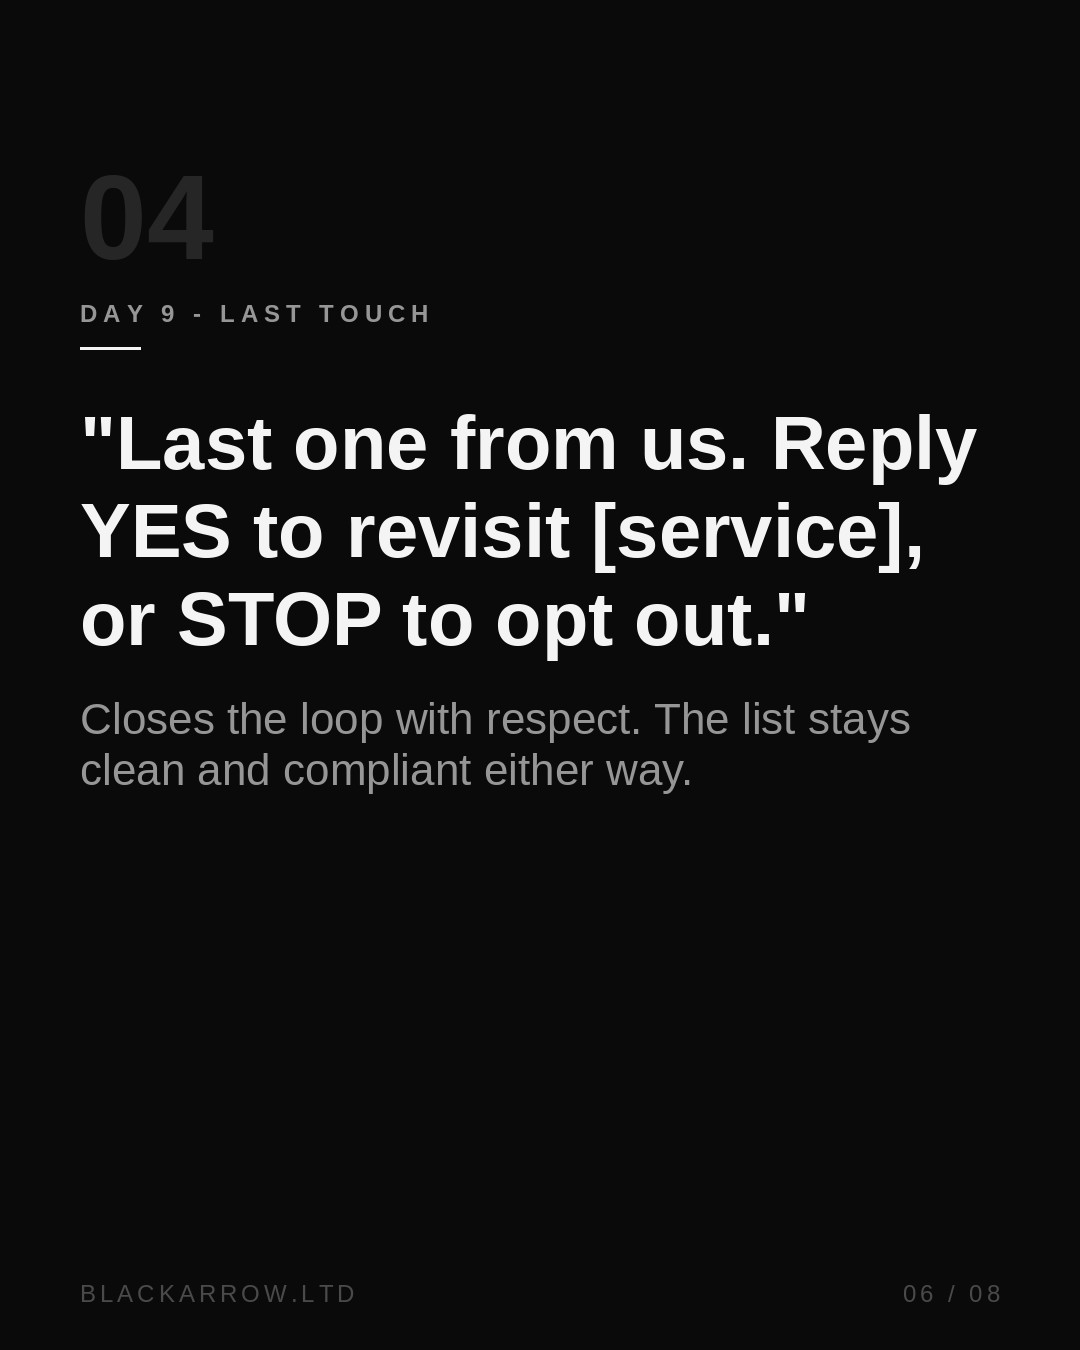 04
DAY 9 - LAST TOUCH
"Last one from us. Reply
YES to revisit [service],
or STOP to opt out."
Closes the loop with respect. The list stays
clean and compliant either way.
BLACKARROW.LTD
06 / 08